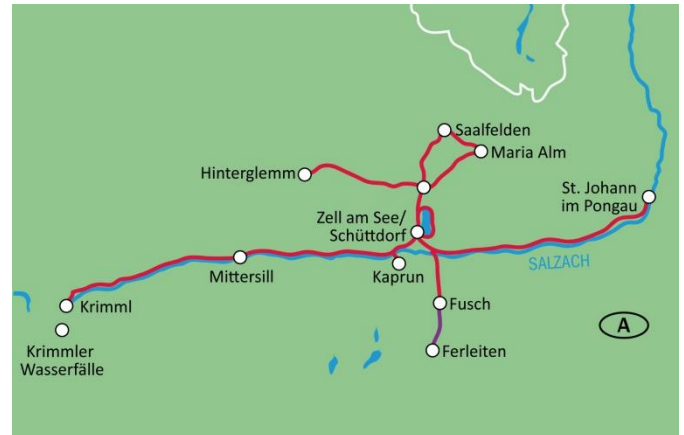 Saalfelden
Maria Alm
Hinterglemm
St. Johann
im Pongau
Zell am See/
Schüttdorf
SALZACH
Mittersill
Kaprun
Krimml
Fusch
A
Krimmler
Wasserfälle
Ferleiten